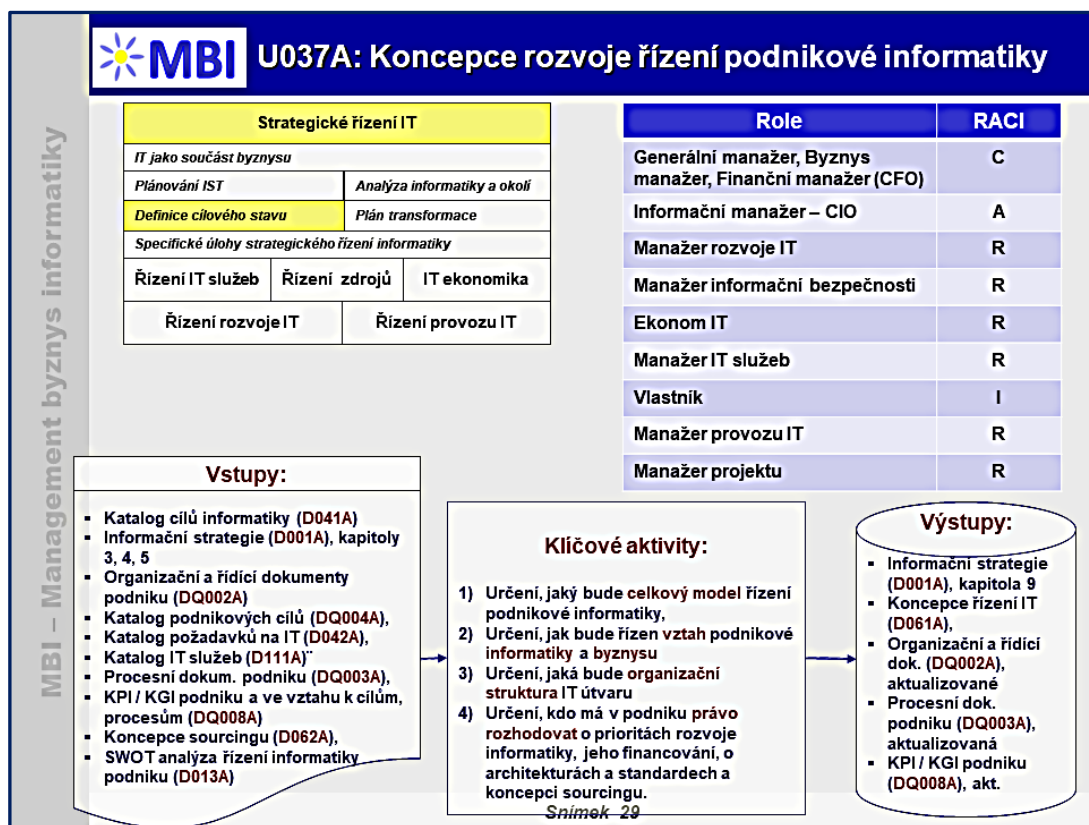 MBI
U037A: Koncepce rozvoje řízení podnikové informatiky
MBI – Management byznys informatiky
Strategické řízení IT
IT jako součást byznysu
Plánování IST
Analýza informatiky a okolí
Definice cílového stavu
Plán transformace
Specifické úlohy strategického řízení informatiky
Řízení IT služeb
Řízení zdrojů
IT ekonomika
Řízení rozvoje IT
Řízení provozu IT
Role RACI
Generální manažer, Byznys
manažer, Finanční manažer (CFO) C
Informační manažer – CIO A
Manažer rozvoje IT R
Manažer informační bezpečnosti R
Ekonom IT R
Manažer IT služeb R
Vlastník I
Manažer provozu IT R
Manažer projektu R
Vstupy:
▪ Katalog cílů informatiky (D041A)
▪ Informační strategie (D001A), kapitoly
3, 4, 5
▪ Organizační a řídící dokumenty
podniku (DQ002A)
▪ Katalog podnikových cílů (DQ004A),
▪ Katalog požadavků na IT (D042A),
▪ Katalog IT služeb (D111A)¨
▪ Procesní dokum. podniku (DQ003A),
▪ KPI / KGI podniku a ve vztahu k cílům,
procesům (DQ008A)
▪ Koncepce sourcingu (D062A),
▪ SWOT analýza řízení informatiky
podniku (D013A)
Klíčové aktivity:
1) Určení, jaký bude celkový model řízení
podnikové informatiky,
2) Určení, jak bude řízen vztah podnikové
informatiky a byznysu
3) Určení, jaká bude organizační
struktura IT útvaru
4) Určení, kdo má v podniku právo
rozhodovat o prioritách rozvoje
informatiky, jeho financování, o
architekturách a standardech a
koncepci sourcingu.
Výstupy:
▪ Informační strategie
(D001A), kapitola 9
▪ Koncepce řízení IT
(D061A),
▪ Organizační a řídící
dok. (DQ002A),
aktualizované
▪ Procesní dok.
podniku (DQ003A),
aktualizovaná
▪ KPI / KGI podniku
(DQ008A), akt.
Snímek 29